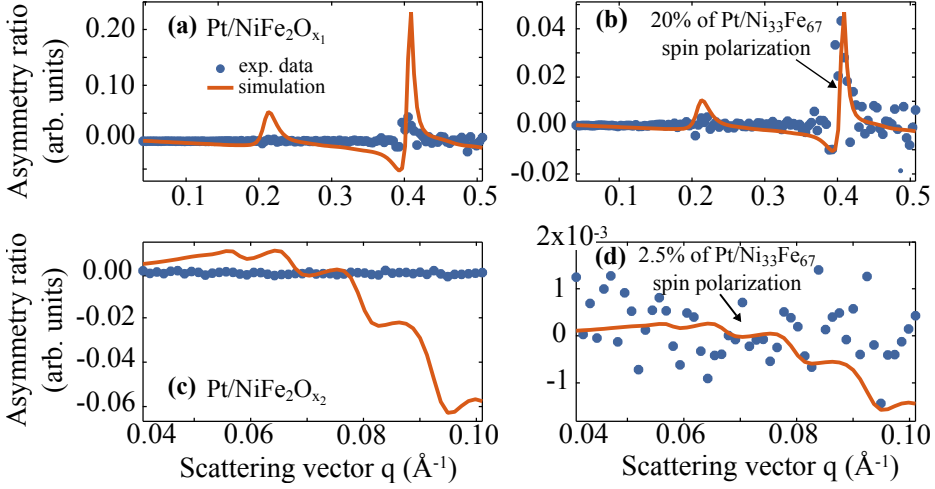 Asymmetry ratio
(arb. units)
0.20
0.10
0.00
(a) Pt/NiFe₂Oₓ₁
exp. data
simulation
0.1 0.2 0.3 0.4 0.5
(b) 20% of Pt/Ni₃₃Fe₆₇
spin polarization
0.04
0.02
0.00
-0.02
0.1 0.2 0.3 0.4 0.5
Asymmetry ratio
(arb. units)
0.00
-0.02
-0.04
-0.06
(c) Pt/NiFe₂Oₓ₂
0.04 0.06 0.08 0.10
Scattering vector q (Å⁻¹)
2x10⁻³
(d)
2.5% of Pt/Ni₃₃Fe₆₇
spin polarization
1
0
-1
0.04 0.06 0.08 0.10
Scattering vector q (Å⁻¹)